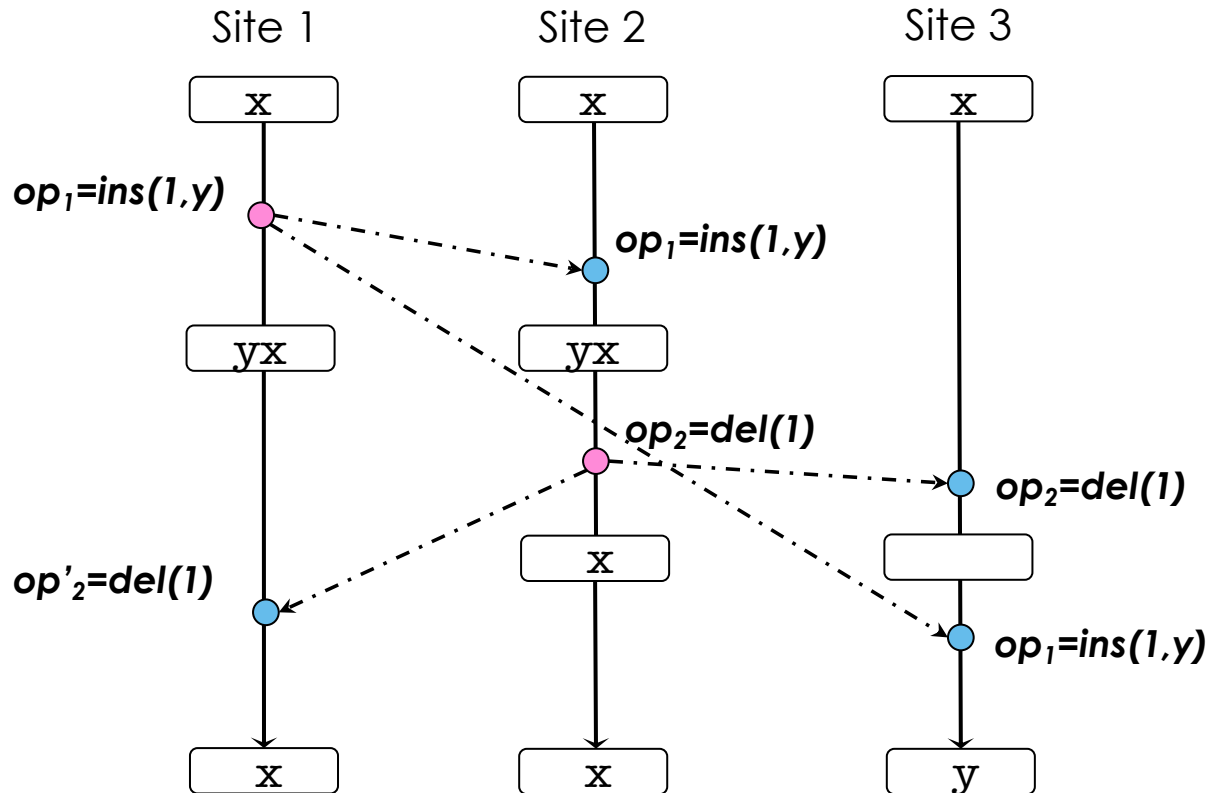 Site 1 Site 2 Site 3
x x x
op₁=ins(1,y)
op₁=ins(1,y)
yx yx
op₂=del(1)
op₂=del(1)
x
op’₂=del(1)
op₁=ins(1,y)
x x y